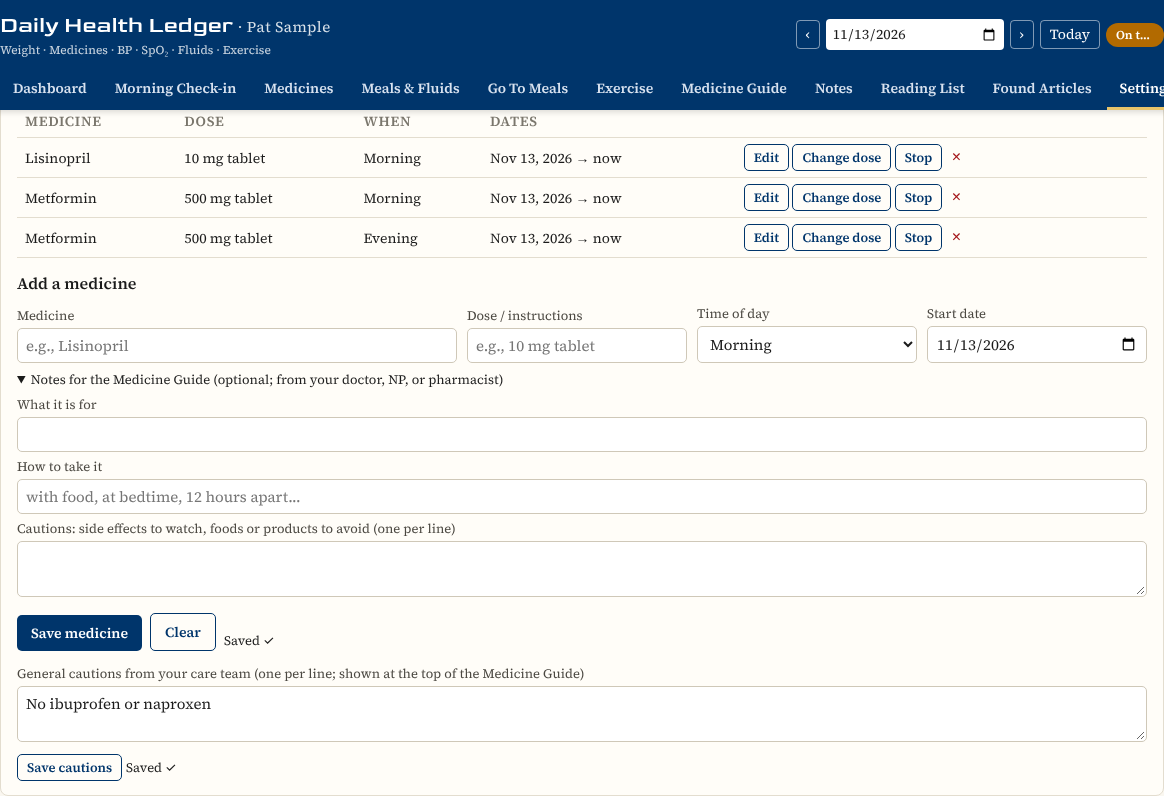 Daily Health Ledger · Pat Sample
Weight · Medicines · BP · SpO₂ · Fluids · Exercise
‹ 11/13/2026 › Today On t...
Dashboard Morning Check-in Medicines Meals & Fluids Go To Meals Exercise Medicine Guide Notes Reading List Found Articles Setting
MEDICINE DOSE WHEN DATES
Lisinopril 10 mg tablet Morning Nov 13, 2026 → now Edit Change dose Stop ×
Metformin 500 mg tablet Morning Nov 13, 2026 → now Edit Change dose Stop ×
Metformin 500 mg tablet Evening Nov 13, 2026 → now Edit Change dose Stop ×
Add a medicine
Medicine Dose / instructions Time of day Start date
e.g., Lisinopril e.g., 10 mg tablet Morning 11/13/2026
▼ Notes for the Medicine Guide (optional; from your doctor, NP, or pharmacist)
What it is for
How to take it
with food, at bedtime, 12 hours apart...
Cautions: side effects to watch, foods or products to avoid (one per line)
Save medicine Clear Saved ✓
General cautions from your care team (one per line; shown at the top of the Medicine Guide)
No ibuprofen or naproxen
Save cautions Saved ✓